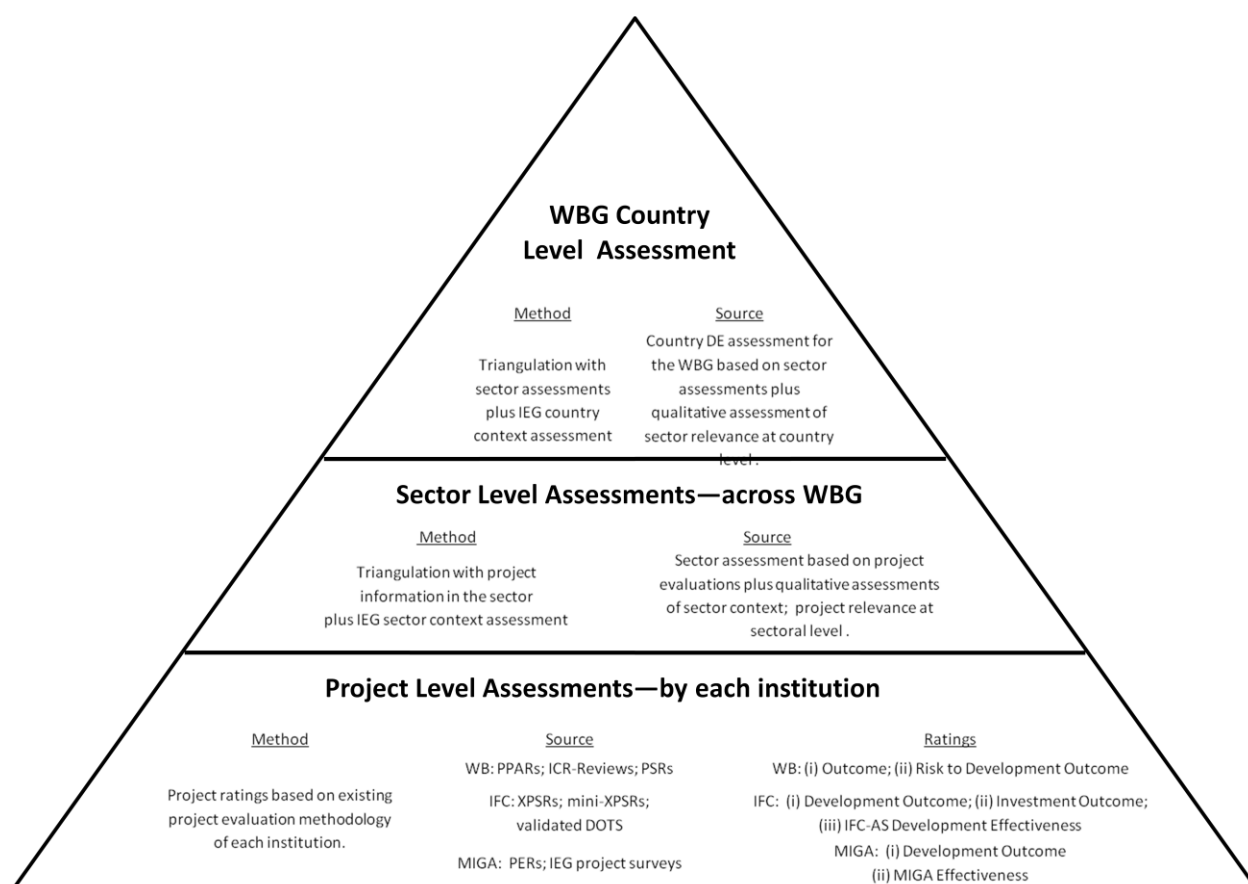 WBG Country
Level Assessment
Method
Triangulation with
sector assessments
plus IEG country
context assessment
Source
Country DE assessment for
the WBG based on sector
assessments plus
qualitative assessment of
sector relevance at country
level .
Sector Level Assessments—across WBG
Method
Triangulation with project
information in the sector
plus IEG sector context assessment
Source
Sector assessment based on project
evaluations plus qualitative assessments
of sector context; project relevance at
sectoral level .
Project Level Assessments—by each institution
Method
Project ratings based on existing
project evaluation methodology
of each institution.
Source
WB: PPARs; ICR-Reviews; PSRs
IFC: XPSRs; mini-XPSRs;
validated DOTS
MIGA: PERs; IEG project surveys
Ratings
WB: (i) Outcome; (ii) Risk to Development Outcome
IFC: (i) Development Outcome; (ii) Investment Outcome;
(iii) IFC-AS Development Effectiveness
MIGA: (i) Development Outcome
(ii) MIGA Effectiveness